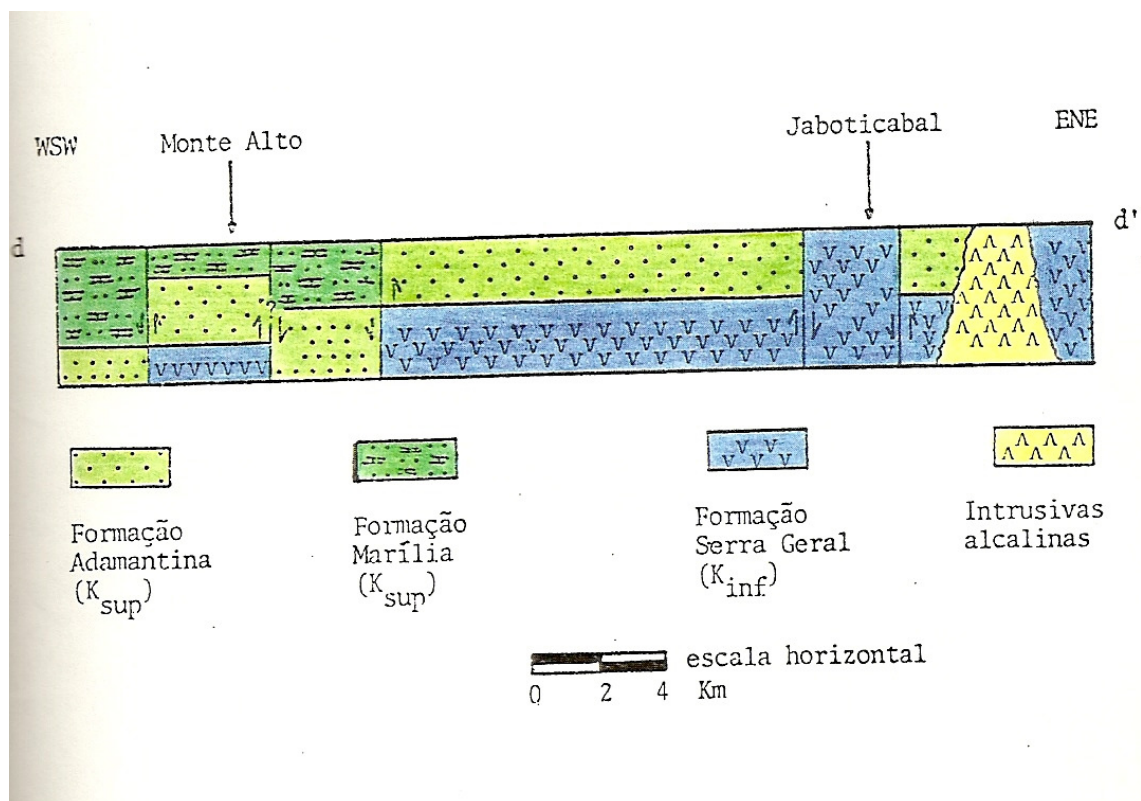 WSW
Monte Alto
Jaboticabal
ENE
d
d'
?
Formação
Adamantina
(Ksup)
Formação
Marília
(Ksup)
Formação
Serra Geral
(Kinf)
Intrusivas
alcalinas
escala horizontal
0 2 4 Km